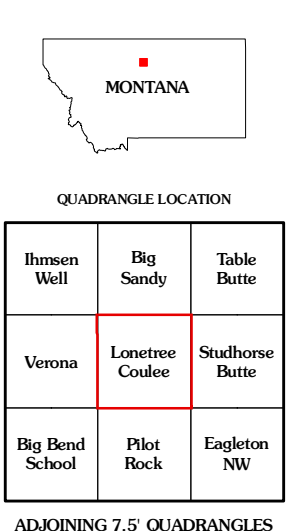 MONTANA
QUADRANGLE LOCATION
Ihmsen
Well
Big
Sandy
Table
Butte
Verona
Lonetree
Coulee
Studhorse
Butte
Big Bend
School
Pilot
Rock
Eagleton
NW
ADJOINING 7.5' QUADRANGLES